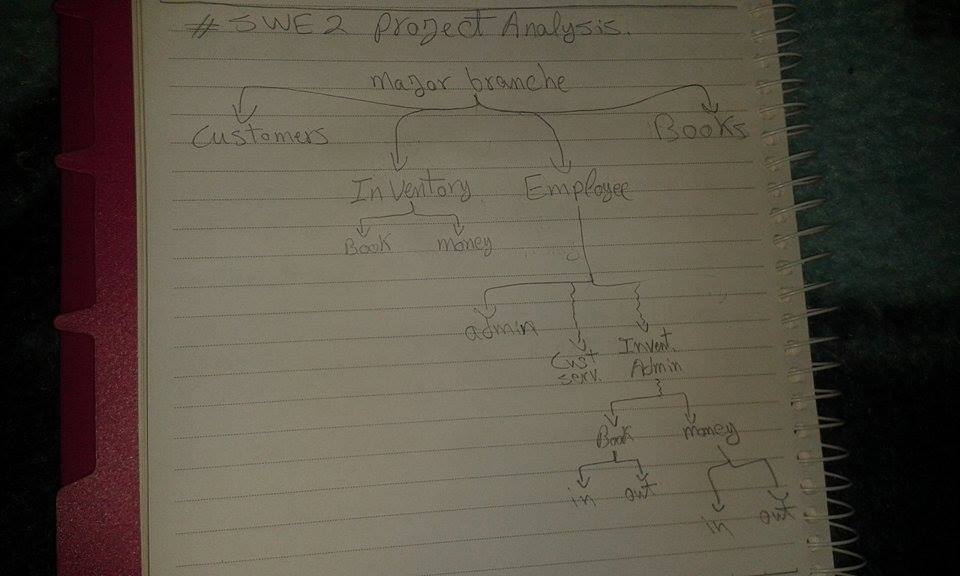 # SWE2 Project Analysis.
Major branche
Customers
Books
Inventory
Employee
Book
money
admin
Cust
serv.
Invent.
Admin
Book
money
in
out
in
out